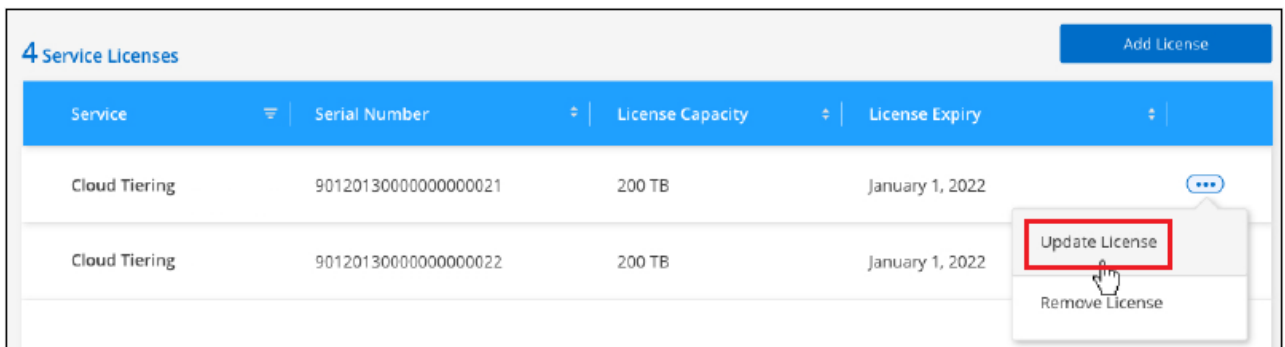 4 Service Licenses
Add License
Service Serial Number License Capacity License Expiry
Cloud Tiering 90120130000000000021 200 TB January 1, 2022
Update License
Cloud Tiering 90120130000000000022 200 TB January 1, 2022
Remove License